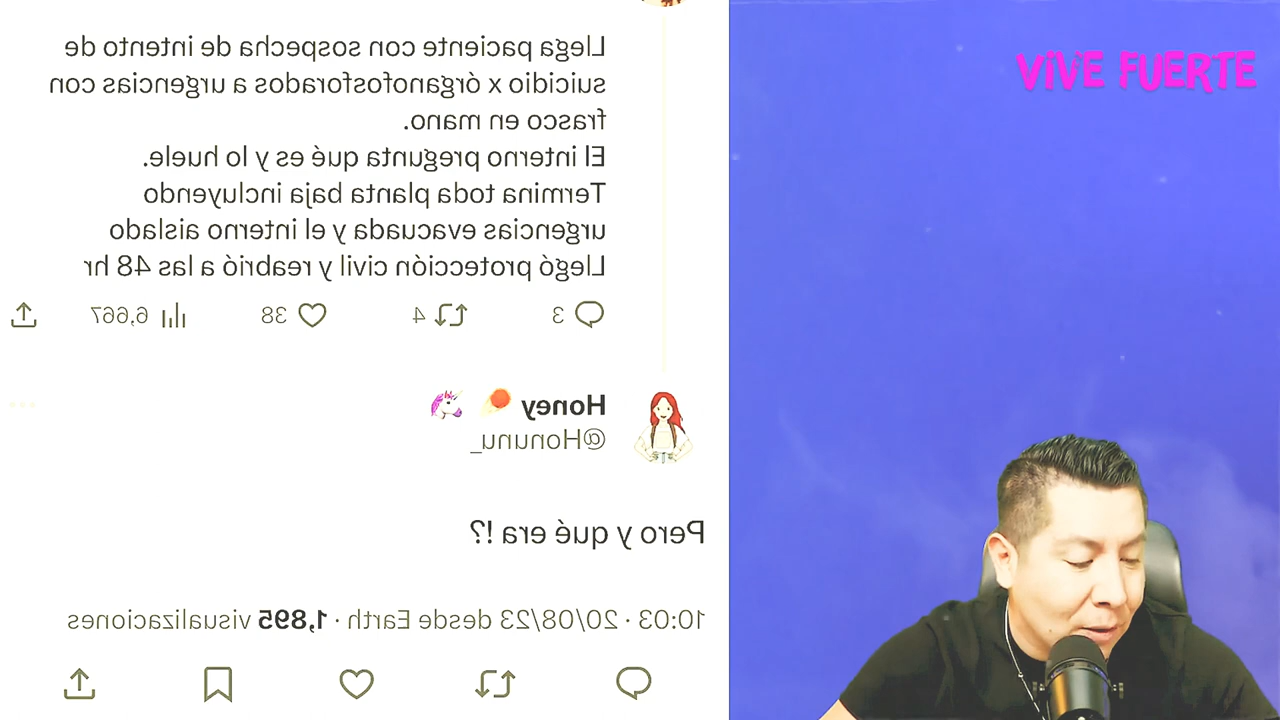 Llega paciente con sospecha de intento de
suicidio x órganofosforados a urgencias con
frasco en mano.
El interno pregunta qué es y lo huele.
Termina toda planta baja incluyendo
urgencias evacuada y el interno aislado
Llegó protección civil y reabrió a las 48 hr
3 4 38 6,667
Honey
@Honunu_
Pero y qué era !?
10:03 · 20/08/23 desde Earth · 1,895 visualizaciones
VIVE FUERTE